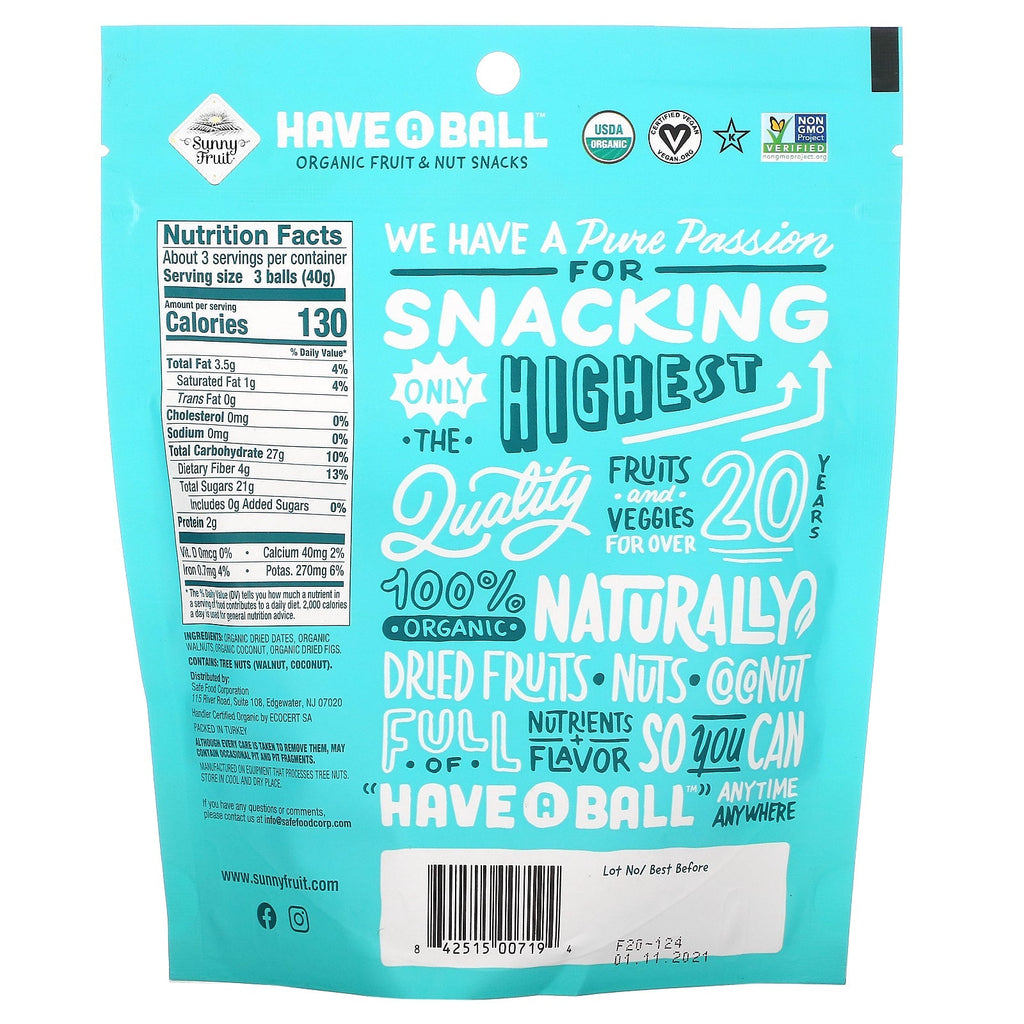 Sunny
Fruit
HAVE A BALL™
ORGANIC FRUIT & NUT SNACKS
USDA
ORGANIC
CERTIFIED VEGAN
V
VEGAN.ORG
K
NON
GMO
Project
VERIFIED
nongmoproject.org
Nutrition Facts
About 3 servings per container
Serving size 3 balls (40g)
Amount per serving
Calories 130
% Daily Value*
Total Fat 3.5g 4%
Saturated Fat 1g 4%
Trans Fat 0g
Cholesterol 0mg 0%
Sodium 0mg 0%
Total Carbohydrate 27g 10%
Dietary Fiber 4g 13%
Total Sugars 21g
Includes 0g Added Sugars 0%
Protein 2g
Vit. D 0mcg 0% • Calcium 40mg 2%
Iron 0.7mg 4% • Potas. 270mg 6%
* The % Daily Value (DV) tells you how much a nutrient in
a serving of food contributes to a daily diet. 2,000 calories
a day is used for general nutrition advice.
INGREDIENTS: ORGANIC DRIED DATES, ORGANIC
WALNUTS, ORGANIC COCONUT, ORGANIC DRIED FIGS.
CONTAINS: TREE NUTS (WALNUT, COCONUT).
Distributed by:
Safe Food Corporation
115 River Road, Suite 108, Edgewater, NJ 07020
Handler Certified Organic by ECOCERT SA
PACKED IN TURKEY
ALTHOUGH EVERY CARE IS TAKEN TO REMOVE THEM, MAY
CONTAIN OCCASIONAL PIT AND PIT FRAGMENTS.
MANUFACTURED ON EQUIPMENT THAT PROCESSES TREE NUTS.
STORE IN COOL AND DRY PLACE.
If you have any questions or comments,
please contact us at info@safefoodcorp.com
www.sunnyfruit.com
WE HAVE A Pure Passion
FOR
SNACKING
ONLY
•THE•
HIGHEST
Quality
FRUITS
•and•
VEGGIES
FOR OVER
20
YEARS
100%
•ORGANIC•
NATURALLY
DRIED FRUITS • NUTS • COCONUT
FULL
•OF•
NUTRIENTS
+
FLAVOR
SO YOU CAN
"HAVE A BALL™"
ANYTIME
ANYWHERE
Lot No/ Best Before
8 42515 00719 4
F20-124
01.11.2021